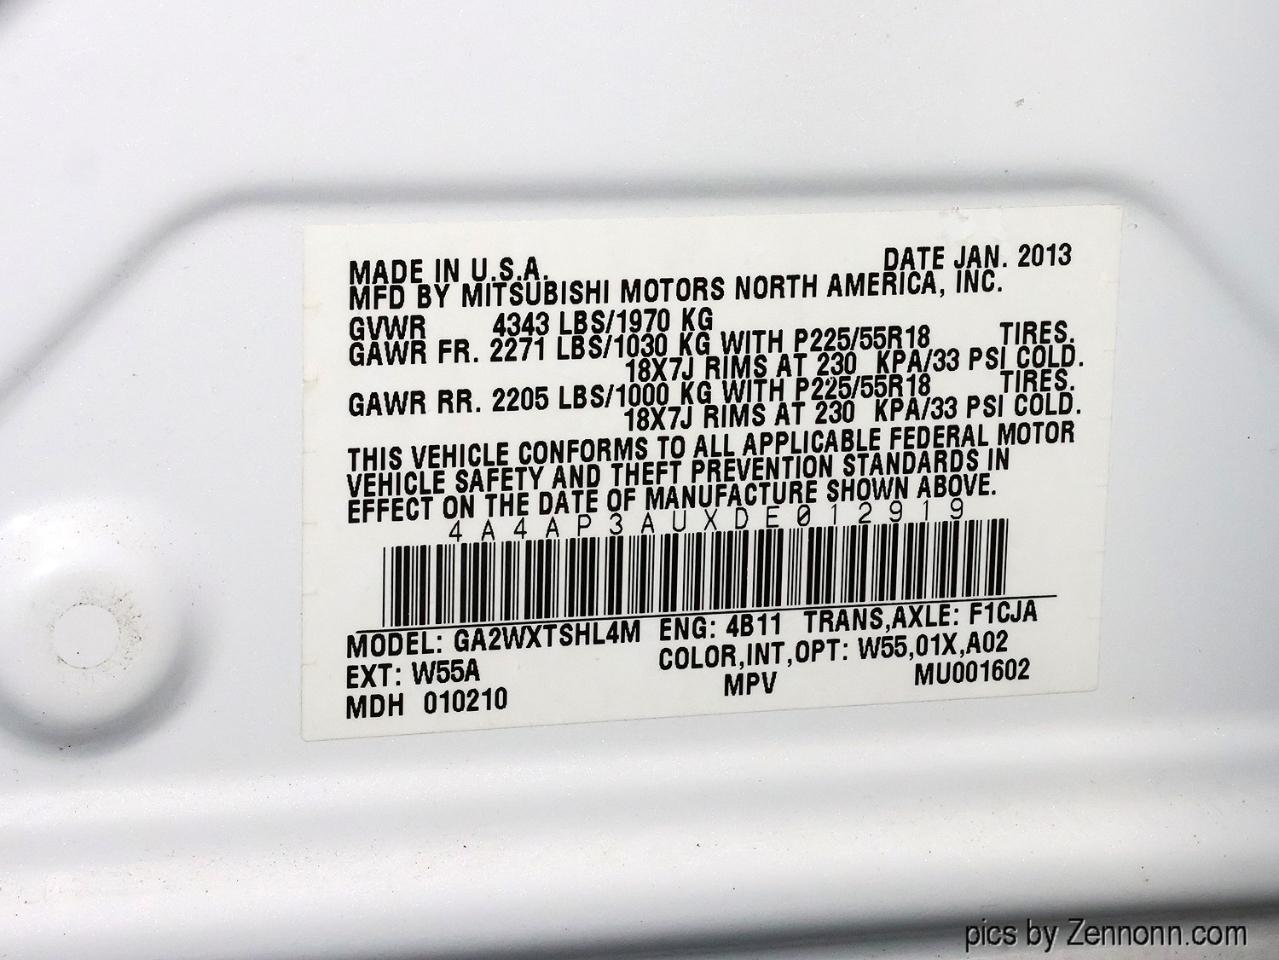 MADE IN U.S.A. DATE JAN. 2013
MFD BY MITSUBISHI MOTORS NORTH AMERICA, INC.
GVWR 4343 LBS/1970 KG
GAWR FR. 2271 LBS/1030 KG WITH P225/55R18 TIRES.
18X7J RIMS AT 230 KPA/33 PSI COLD.
GAWR RR. 2205 LBS/1000 KG WITH P225/55R18 TIRES.
18X7J RIMS AT 230 KPA/33 PSI COLD.
THIS VEHICLE CONFORMS TO ALL APPLICABLE FEDERAL MOTOR
VEHICLE SAFETY AND THEFT PREVENTION STANDARDS IN
EFFECT ON THE DATE OF MANUFACTURE SHOWN ABOVE.
4A4AP3AUXDE012919
MODEL: GA2WXTSHL4M ENG: 4B11 TRANS,AXLE: F1CJA
EXT: W55A COLOR,INT,OPT: W55,01X,A02
MDH 010210 MPV MU001602
pics by Zennonn.com